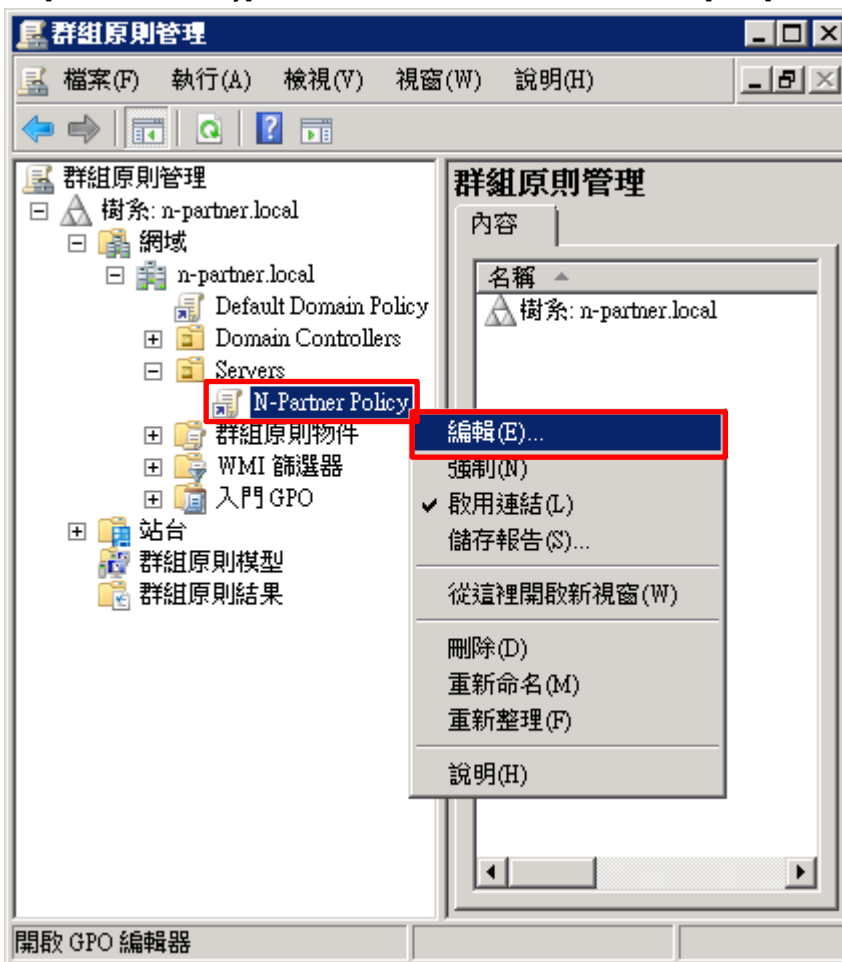 群組原則管理
檔案(F) 執行(A) 檢視(V) 視窗(W) 說明(H)
群組原則管理
樹系: n-partner.local
網域
n-partner.local
Default Domain Policy
Domain Controllers
Servers
N-Partner Policy
群組原則物件
WMI 篩選器
入門 GPO
站台
群組原則模型
群組原則結果
群組原則管理
內容
名稱
樹系: n-partner.local
編輯(E)...
強制(N)
啟用連結(L)
儲存報告(S)...
從這裡開啟新視窗(W)
刪除(D)
重新命名(M)
重新整理(F)
說明(H)
開啟 GPO 編輯器